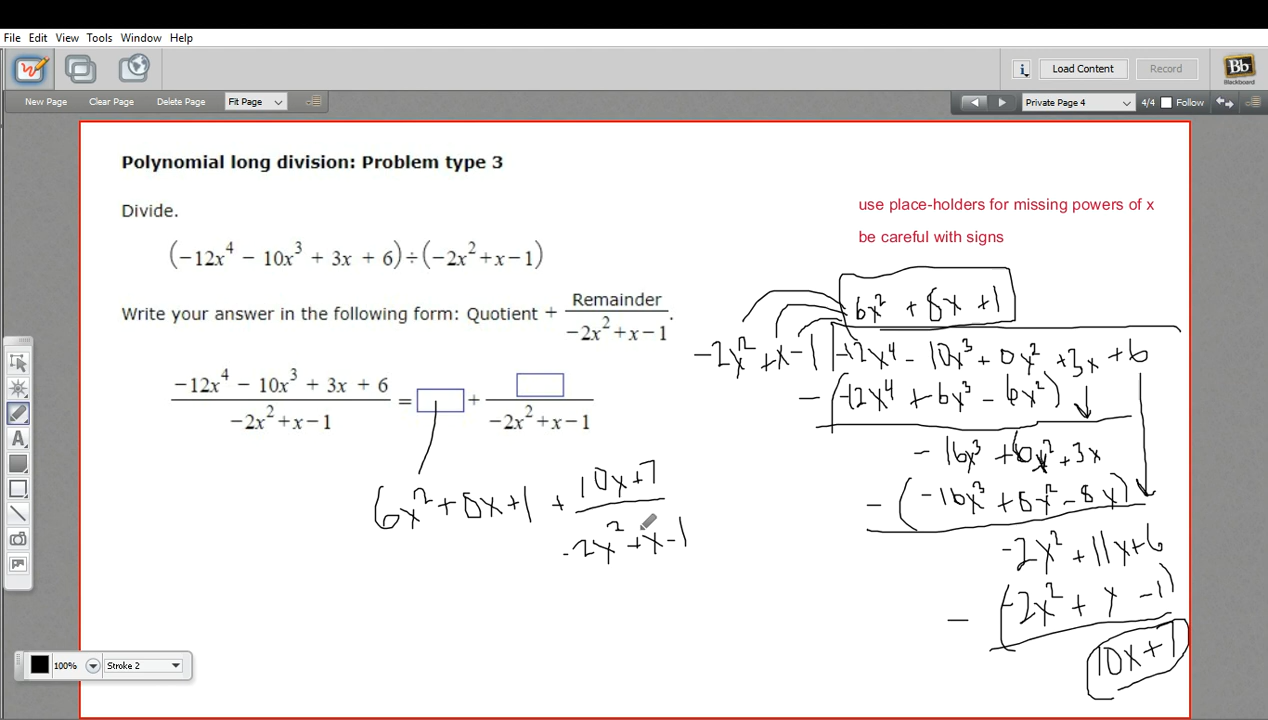 File Edit View Tools Window Help
i Load Content Record Bb Blackboard
New Page Clear Page Delete Page Fit Page Private Page 4 4/4 Follow
Polynomial long division: Problem type 3
Divide.
(−12x⁴ − 10x³ + 3x + 6) ÷ (−2x² + x − 1)
Write your answer in the following form: Quotient + Remainder / −2x² + x − 1 .
−12x⁴ − 10x³ + 3x + 6 / −2x² + x − 1 = + / −2x² + x − 1
6x² + 8x + 1 + 10x + 7 / −2x² + x − 1
use place-holders for missing powers of x
be careful with signs
6x² + 8x + 1
−2x² + x − 1 −12x⁴ − 10x³ + 0x² + 3x + 6
− (−12x⁴ + 6x³ − 6x²)
−16x³ + 6x² + 3x
− (−16x³ + 8x² − 8x)
−2x² + 11x + 6
− (−2x² + x − 1)
10x + 7
A
100% Stroke 2